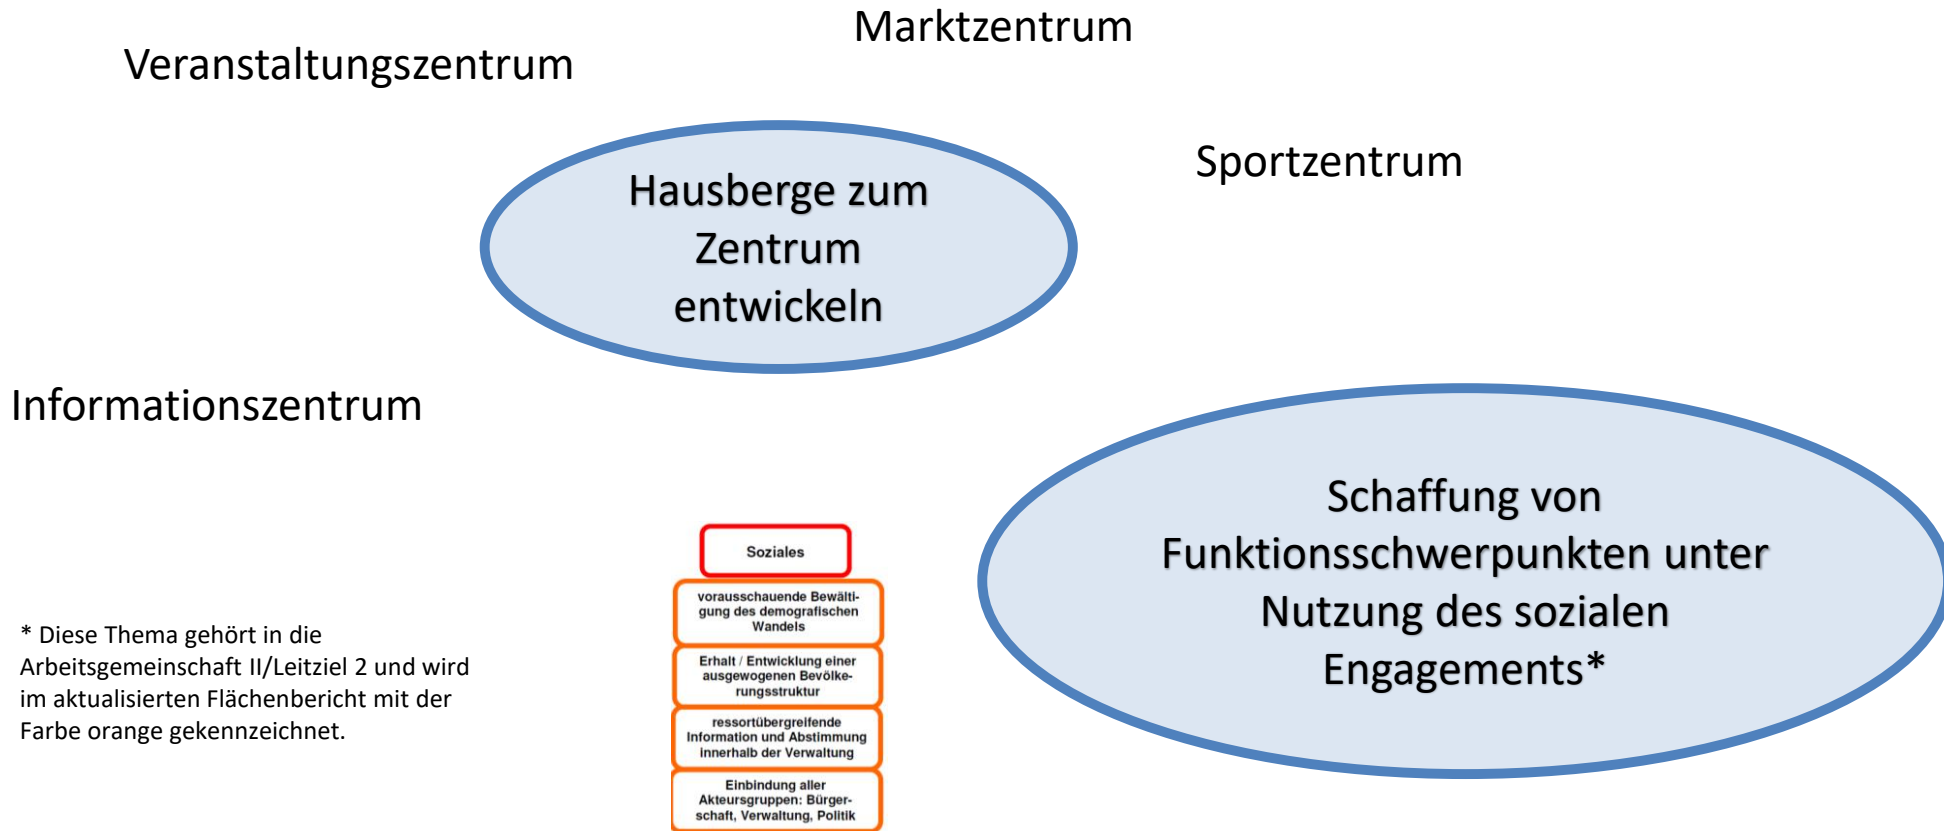 Marktzentrum
Veranstaltungszentrum
Sportzentrum
Hausberge zum
Zentrum
entwickeln
Informationszentrum
Schaffung von
Funktionsschwerpunkten unter
Nutzung des sozialen
Engagements*
Soziales
vorausschauende Bewälti-
gung des demografischen
Wandels
Erhalt / Entwicklung einer
ausgewogenen Bevölke-
rungsstruktur
ressortübergreifende
Information und Abstimmung
innerhalb der Verwaltung
Einbindung aller
Akteursgruppen: Bürger-
schaft, Verwaltung, Politik
* Diese Thema gehört in die
Arbeitsgemeinschaft II/Leitziel 2 und wird
im aktualisierten Flächenbericht mit der
Farbe orange gekennzeichnet.